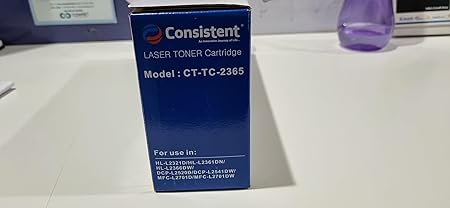 Consistent
An innovative Journey of Life...
LASER TONER Cartridge
Model : CT-TC-2365
For use in:
HL-L2321D/HL-L2361DN/
HL-L2366DW/
DCP-L2520D/DCP-L2541DW/
MFC-L2701D/MFC-L2701DW